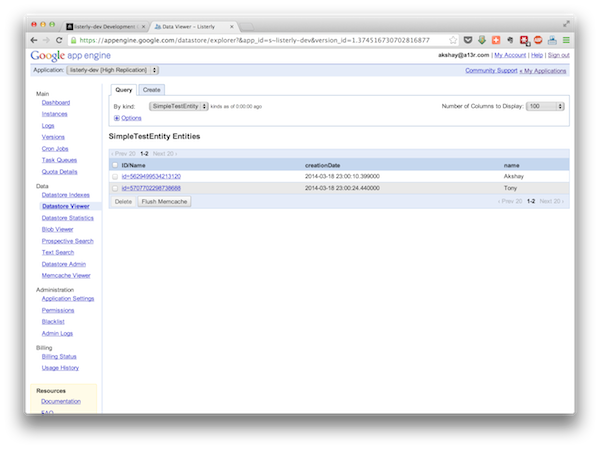 listerly-dev Development
Data Viewer - Listerly
https://appengine.google.com/datastore/explorer?&app_id=s~listerly-dev&version_id=1.374516730702816877
Google app engine
akshay@a13r.com | My Account | Help | Sign out
Application: listerly-dev [High Replication]
Community Support « My Applications
Main
Dashboard
Instances
Logs
Versions
Cron Jobs
Task Queues
Quota Details
Data
Datastore Indexes
Datastore Viewer
Datastore Statistics
Blob Viewer
Prospective Search
Text Search
Datastore Admin
Memcache Viewer
Administration
Application Settings
Permissions
Blacklist
Admin Logs
Billing
Billing Status
Usage History
Resources
Documentation
FAQ
Query Create
By kind: SimpleTestEntity kinds as of 0:00:00 ago
Number of Columns to Display: 100
Options
SimpleTestEntity Entities
‹ Prev 20 1-2 Next 20 ›
ID/Name creationDate name
id=5629499534213120 2014-03-18 23:00:10.399000 Akshay
id=5707702298738688 2014-03-18 23:00:24.440000 Tony
Delete Flush Memcache
‹ Prev 20 1-2 Next 20 ›